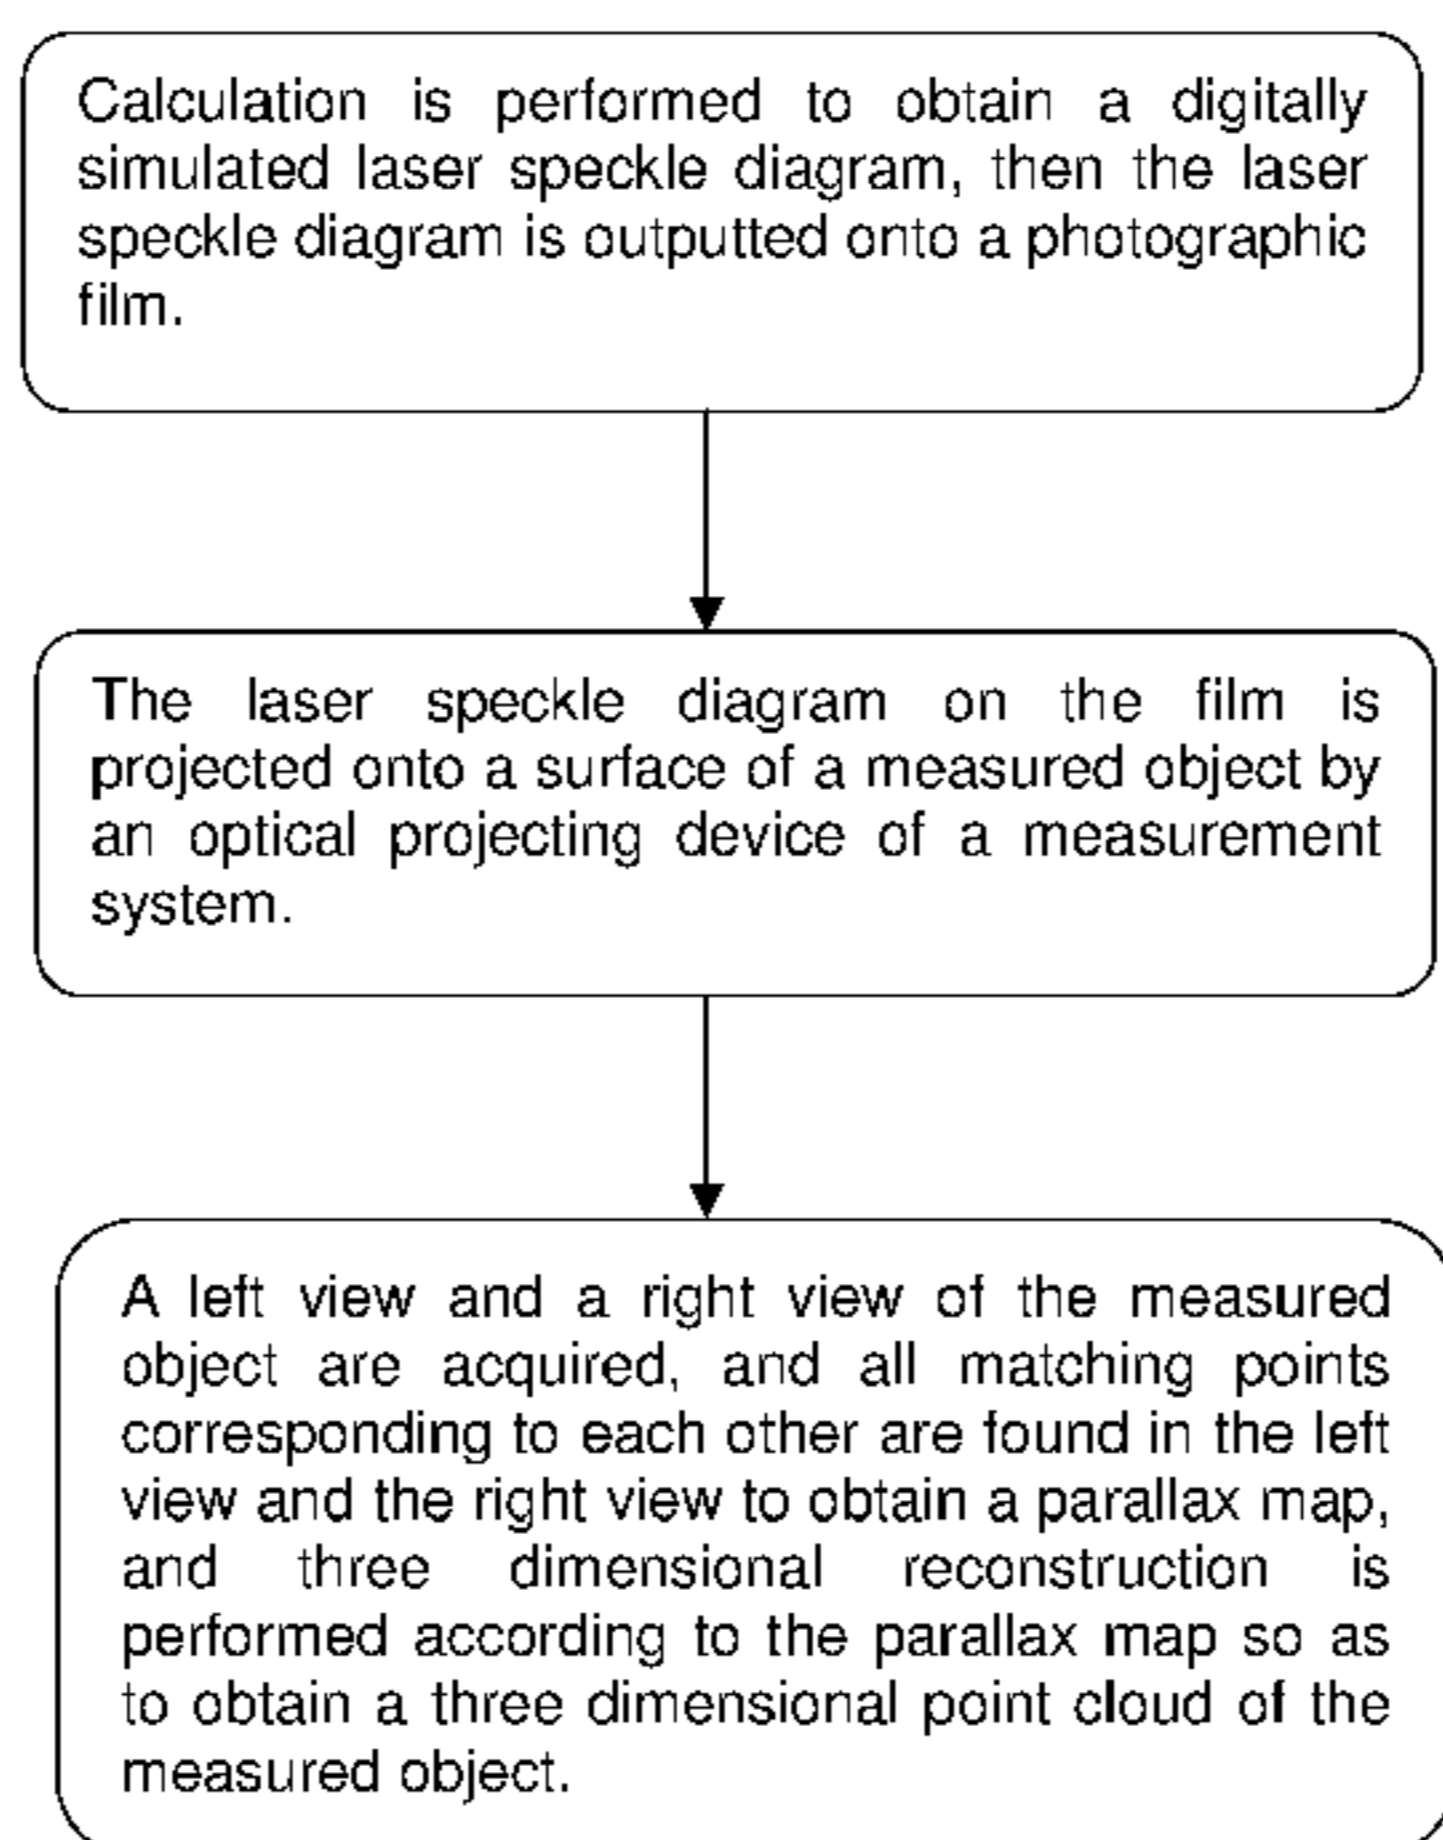 Calculation is performed to obtain a digitally
simulated laser speckle diagram, then the laser
speckle diagram is outputted onto a photographic
film.
The laser speckle diagram on the film is
projected onto a surface of a measured object by
an optical projecting device of a measurement
system.
A left view and a right view of the measured
object are acquired, and all matching points
corresponding to each other are found in the left
view and the right view to obtain a parallax map,
and three dimensional reconstruction is
performed according to the parallax map so as
to obtain a three dimensional point cloud of the
measured object.